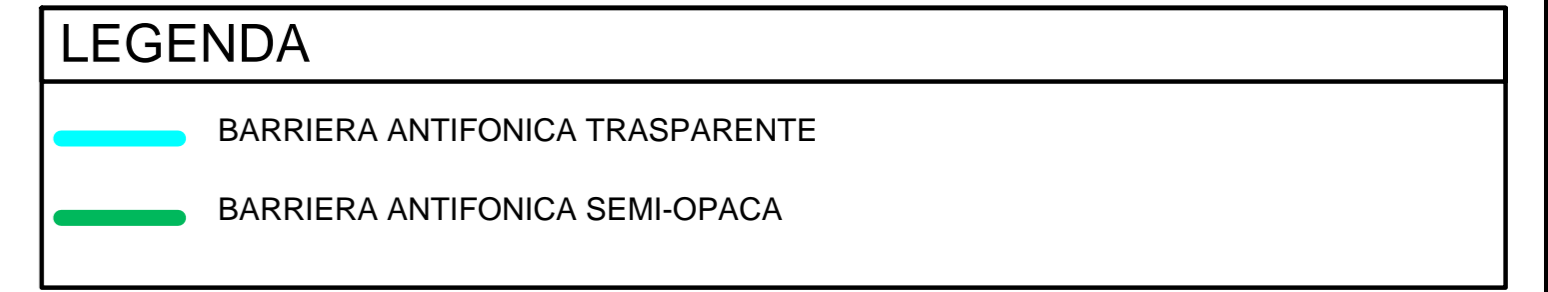 LEGENDA
BARRIERA ANTIFONICA TRASPARENTE
BARRIERA ANTIFONICA SEMI-OPACA